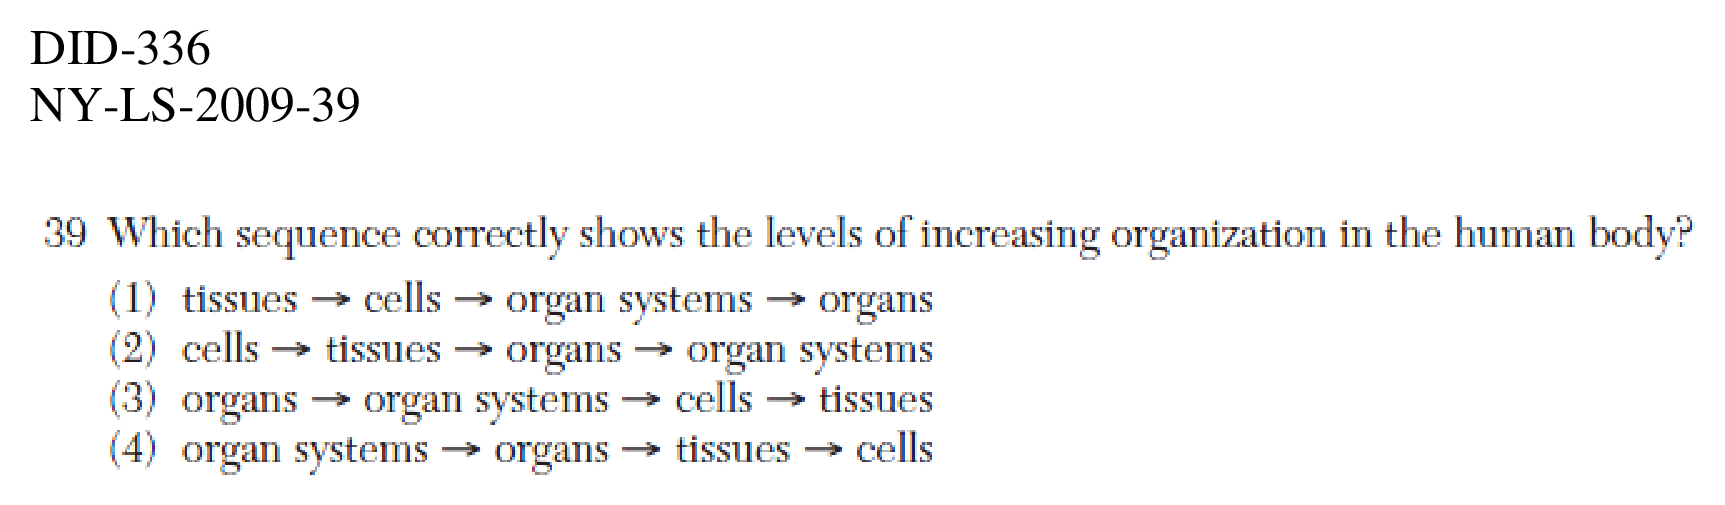 DID-336
NY-LS-2009-39
39 Which sequence correctly shows the levels of increasing organization in the human body?
(1) tissues → cells → organ systems → organs
(2) cells → tissues → organs → organ systems
(3) organs → organ systems → cells → tissues
(4) organ systems → organs → tissues → cells